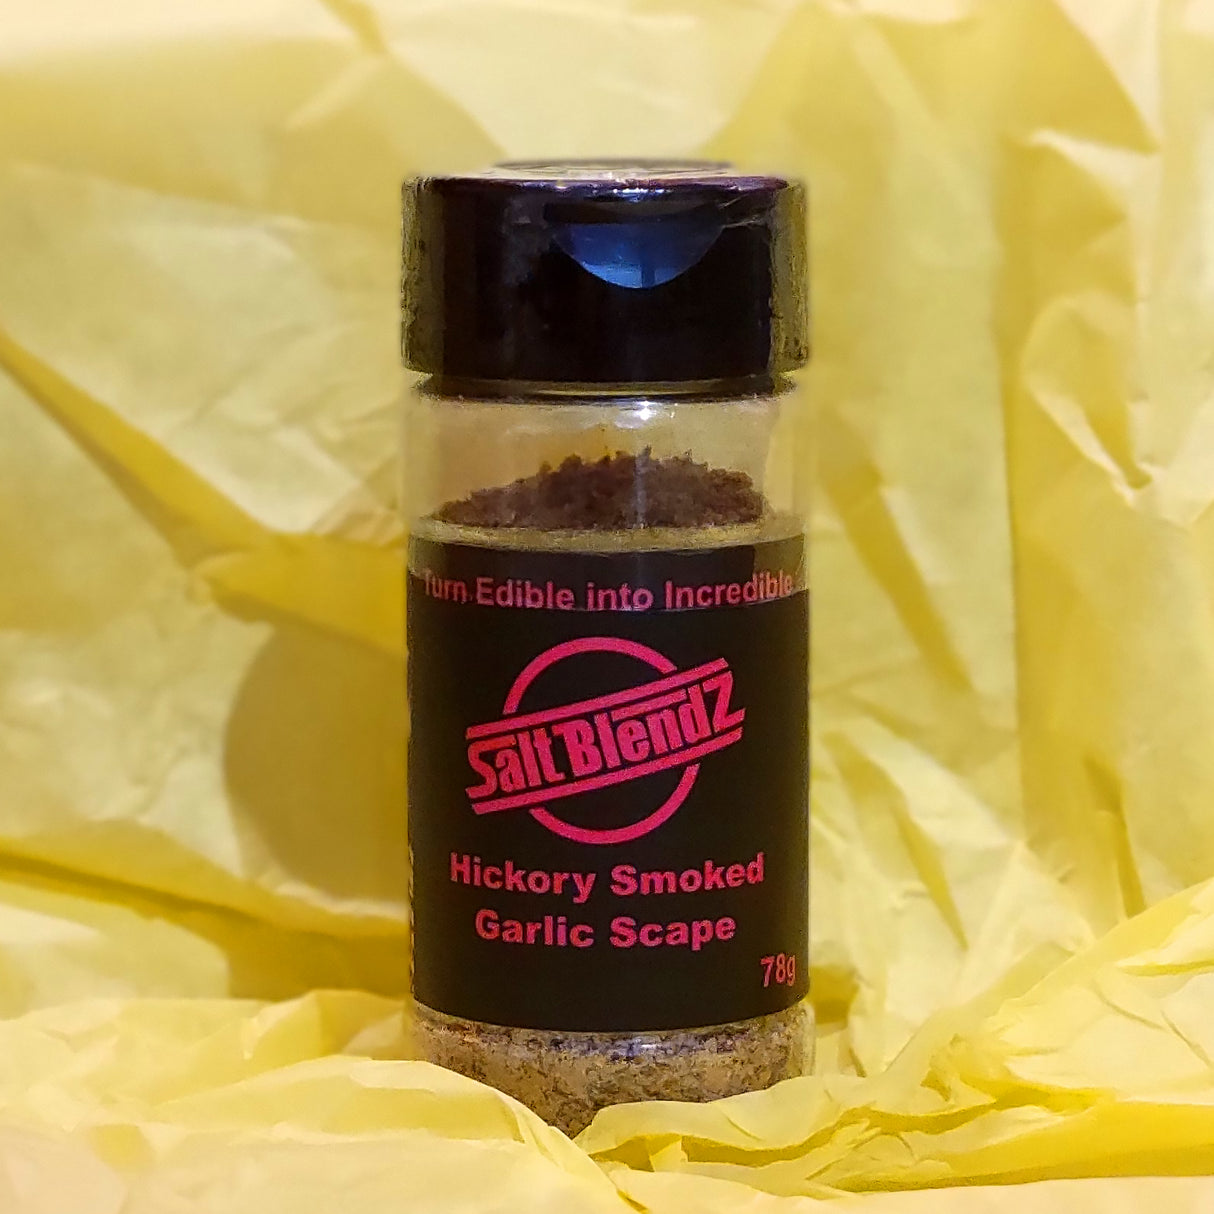 Turn Edible into Incredible
Salt BlendZ
Hickory Smoked
Garlic Scape
78g